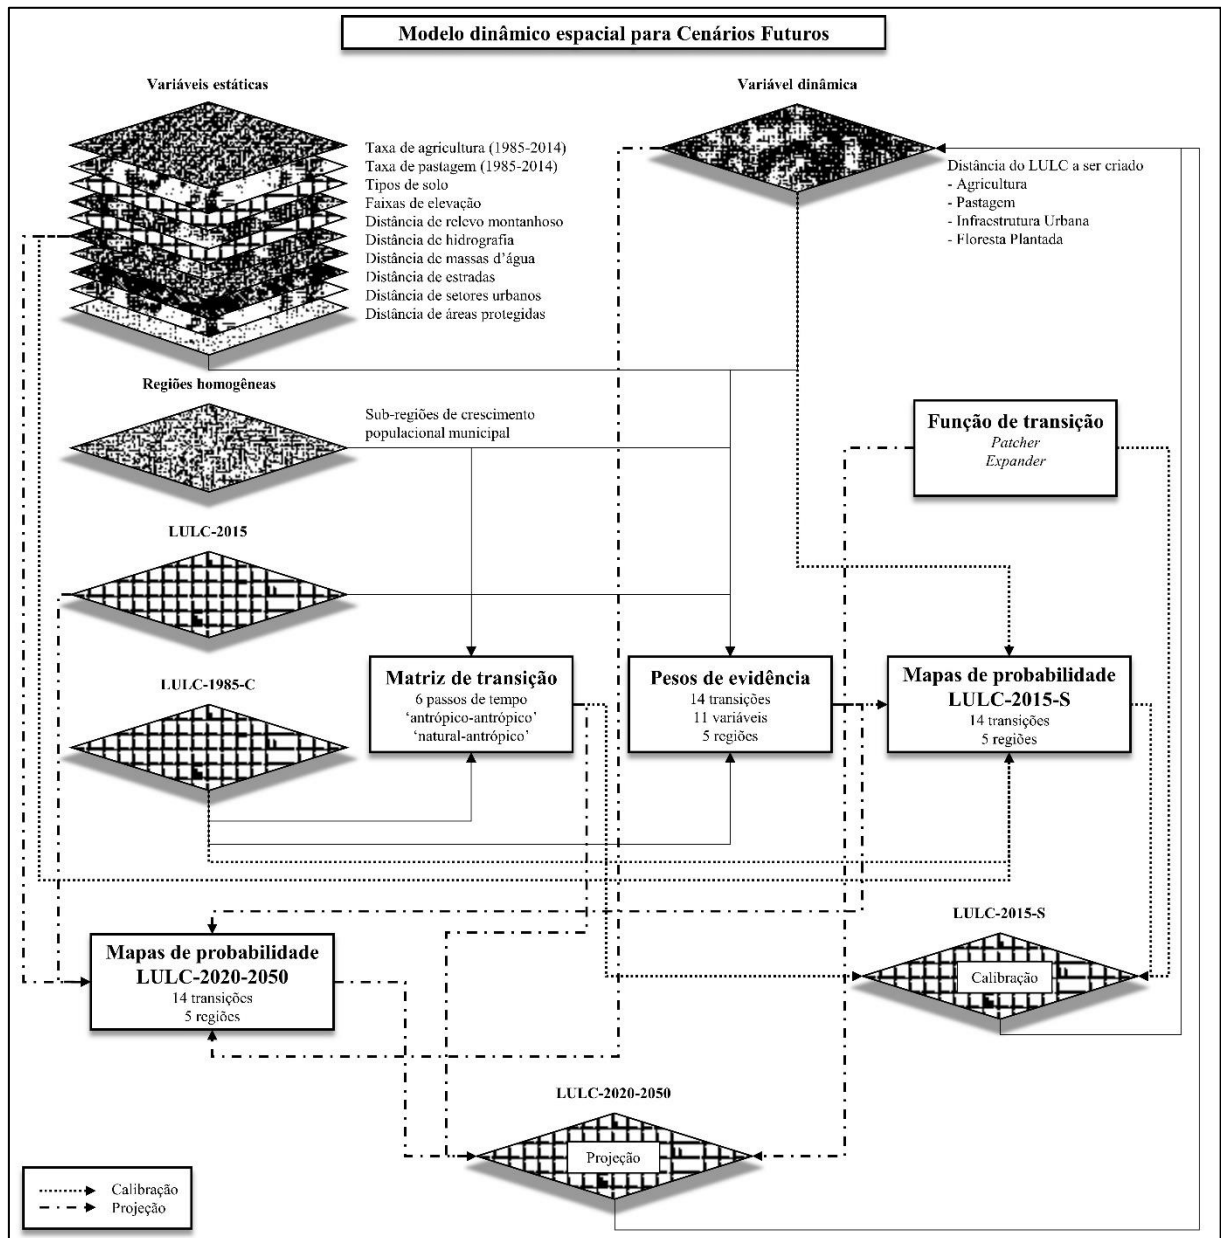 Modelo dinâmico espacial para Cenários Futuros
Variáveis estáticas
Variável dinâmica
Taxa de agricultura (1985-2014)
Taxa de pastagem (1985-2014)
Tipos de solo
Faixas de elevação
Distância de relevo montanhoso
Distância de hidrografia
Distância de massas d’água
Distância de estradas
Distância de setores urbanos
Distância de áreas protegidas
Distância do LULC a ser criado
- Agricultura
- Pastagem
- Infraestrutura Urbana
- Floresta Plantada
Regiões homogêneas
Sub-regiões de crescimento
populacional municipal
Função de transição
Patcher
Expander
LULC-2015
LULC-1985-C
Matriz de transição
6 passos de tempo
‘antrópico-antrópico’
‘natural-antrópico’
Pesos de evidência
14 transições
11 variáveis
5 regiões
Mapas de probabilidade
LULC-2015-S
14 transições
5 regiões
Mapas de probabilidade
LULC-2020-2050
14 transições
5 regiões
LULC-2015-S
Calibração
LULC-2020-2050
Projeção
Calibração
Projeção